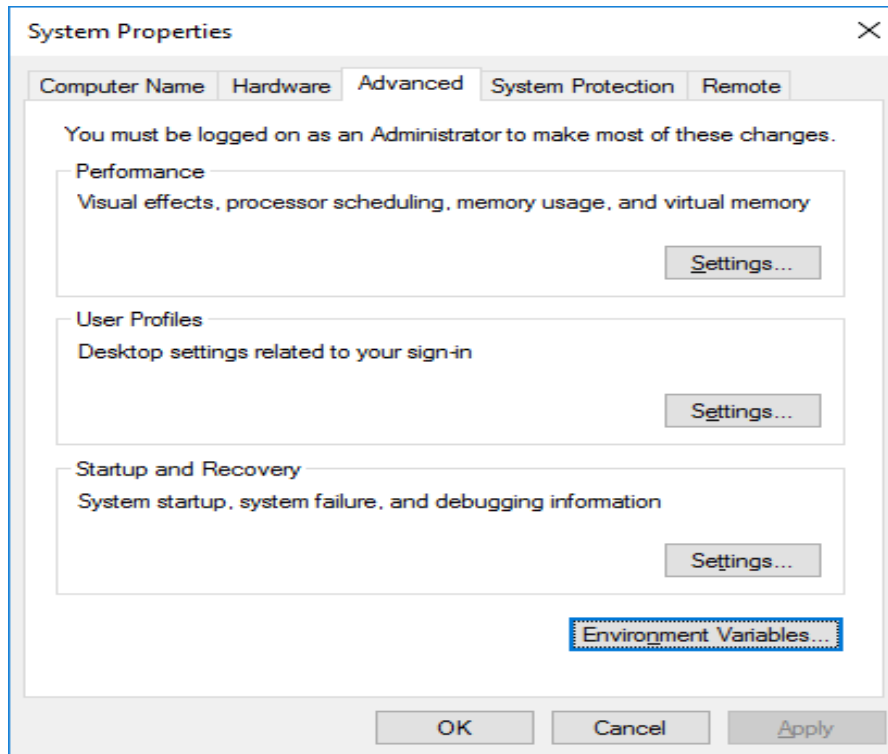 System Properties
Computer Name Hardware Advanced System Protection Remote
You must be logged on as an Administrator to make most of these changes.
Performance
Visual effects, processor scheduling, memory usage, and virtual memory
Settings...
User Profiles
Desktop settings related to your sign-in
Settings...
Startup and Recovery
System startup, system failure, and debugging information
Settings...
Environment Variables...
OK Cancel Apply